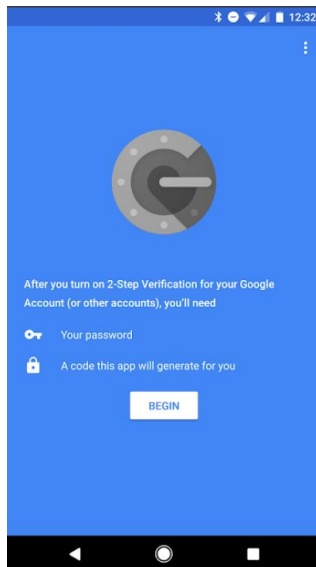 12:32
After you turn on 2-Step Verification for your Google
Account (or other accounts), you'll need
Your password
A code this app will generate for you
BEGIN